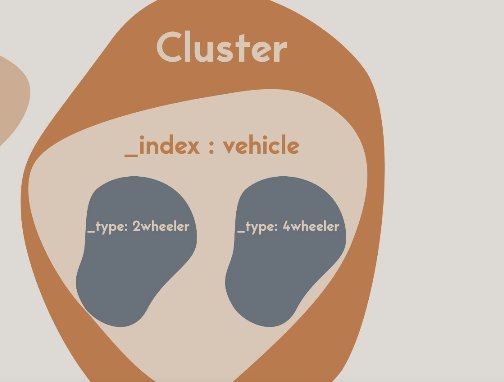 Cluster
_index : vehicle
_type: 2wheeler
_type: 4wheeler